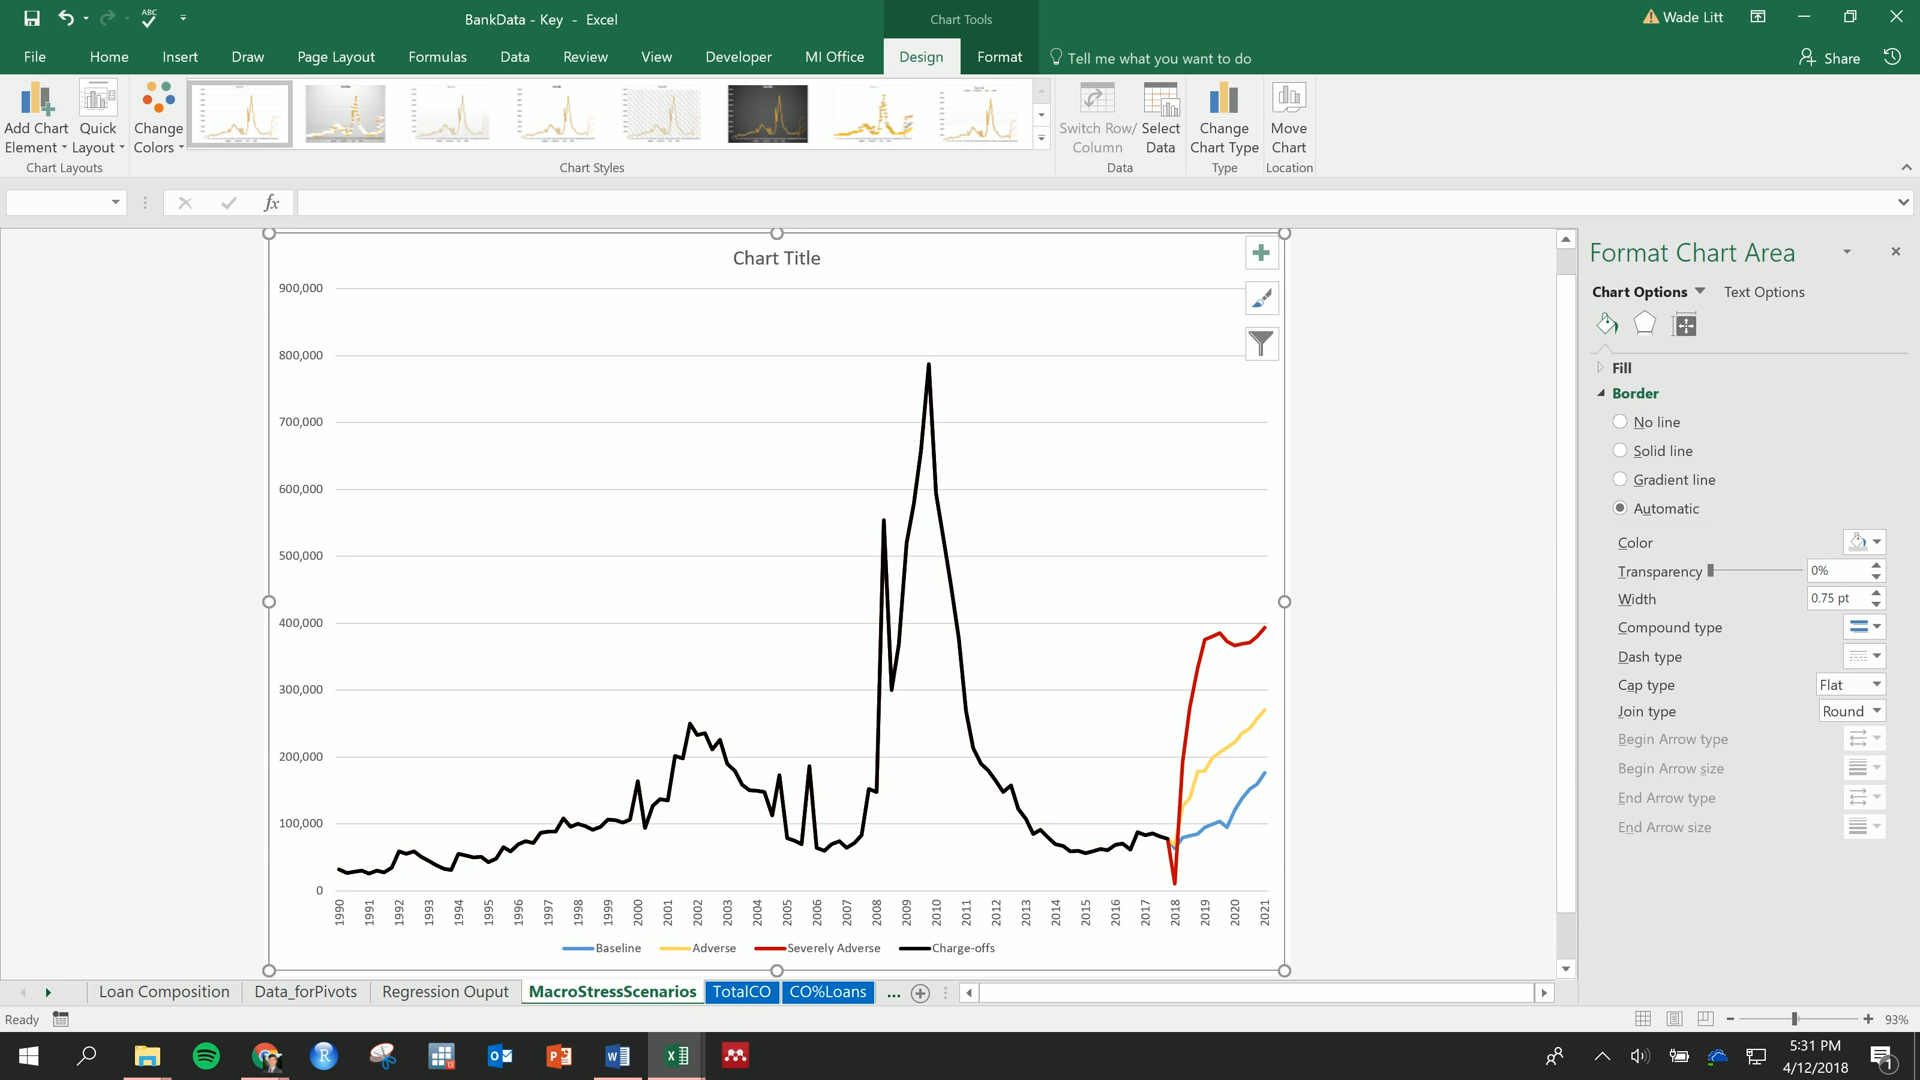 ABC
BankData - Key - Excel
Chart Tools
Wade Litt
File Home Insert Draw Page Layout Formulas Data Review View Developer MI Office Design Format Tell me what you want to do Share
Add Chart Element
Quick Layout
Change Colors
Switch Row/ Column
Select Data
Change Chart Type
Move Chart
Chart Layouts Chart Styles Data Type Location
fx
Chart Title
900,000
800,000
700,000
600,000
500,000
400,000
300,000
200,000
100,000
0
1990 1991 1992 1993 1994 1995 1996 1997 1998 1999 2000 2001 2002 2003 2004 2005 2006 2007 2008 2009 2010 2011 2012 2013 2014 2015 2016 2017 2018 2019 2020 2021
Baseline Adverse Severely Adverse Charge-offs
Format Chart Area
Chart Options Text Options
Fill
Border
No line
Solid line
Gradient line
Automatic
Color
Transparency 0%
Width 0.75 pt
Compound type
Dash type
Cap type Flat
Join type Round
Begin Arrow type
Begin Arrow size
End Arrow type
End Arrow size
Loan Composition Data_forPivots Regression Ouput MacroStressScenarios TotalCO CO%Loans ...
Ready
93%
5:31 PM
4/12/2018
1